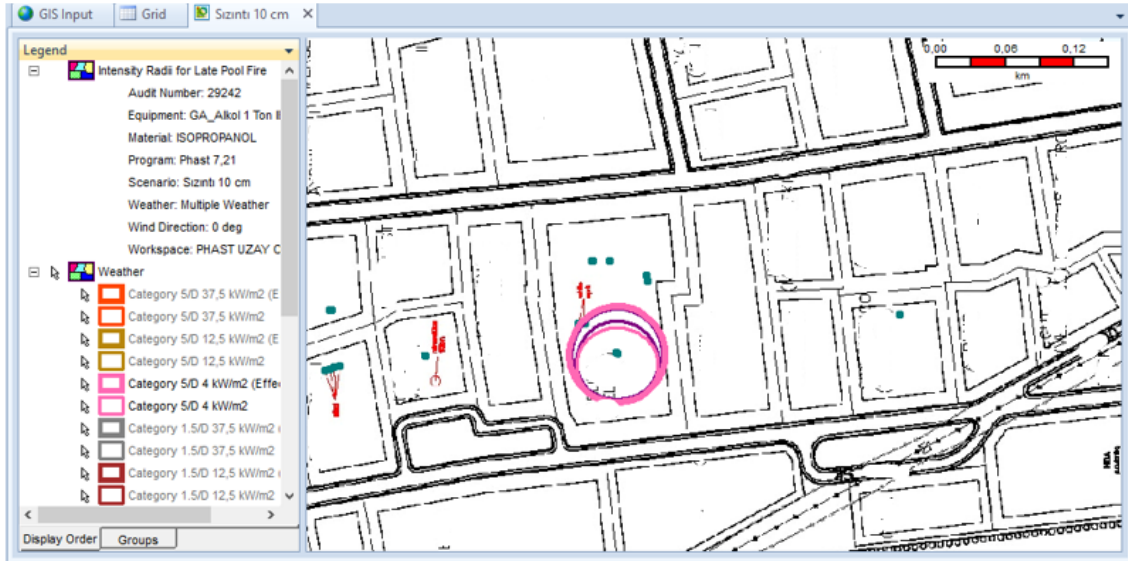 GIS Input
Grid
Sızıntı 10 cm
Legend
Intensity Radii for Late Pool Fire
Audit Number: 29242
Equipment: GA_Alkol 1 Ton
Material: ISOPROPANOL
Program: Phast 7,21
Scenario: Sızıntı 10 cm
Weather: Multiple Weather
Wind Direction: 0 deg
Workspace: PHAST UZAY
Weather
Category 5/D 37,5 kW/m2 (E
Category 5/D 37,5 kW/m2
Category 5/D 12,5 kW/m2 (E
Category 5/D 12,5 kW/m2
Category 5/D 4 kW/m2 (Effe
Category 5/D 4 kW/m2
Category 1.5/D 37,5 kW/m2
Category 1.5/D 37,5 kW/m2
Category 1.5/D 12,5 kW/m2
Category 1.5/D 12,5 kW/m2
Display Order
Groups
0,00 0,06 0,12
km